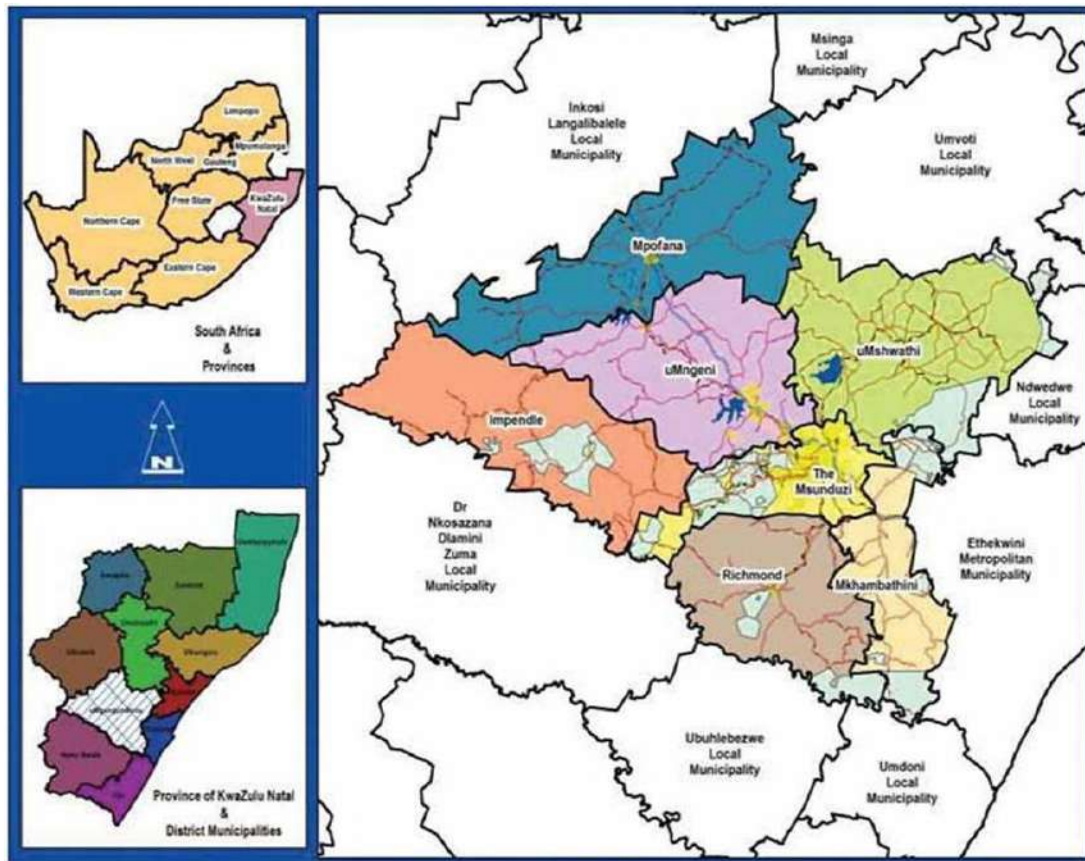 Limpopo
Mpumalanga
North West
Gauteng
KwaZulu
Natal
Free State
Northern Cape
Eastern Cape
Western Cape
South Africa
&
Provinces
N
Province of KwaZulu Natal
&
District Municipalities
Msinga
Local
Municipality
Inkosi
Langalibalele
Local
Municipality
Umvoti
Local
Municipality
Mpofana
uMngeni
uMshwathi
Impendle
Ndwedwe
Local
Municipality
The
Msunduzi
Dr
Nkosazana
Dlamini
Zuma
Local
Municipality
Ethekwini
Metropolitan
Municipality
Richmond
Mkhambathini
Ubuhlebezwe
Local
Municipality
Umdoni
Local
Municipality